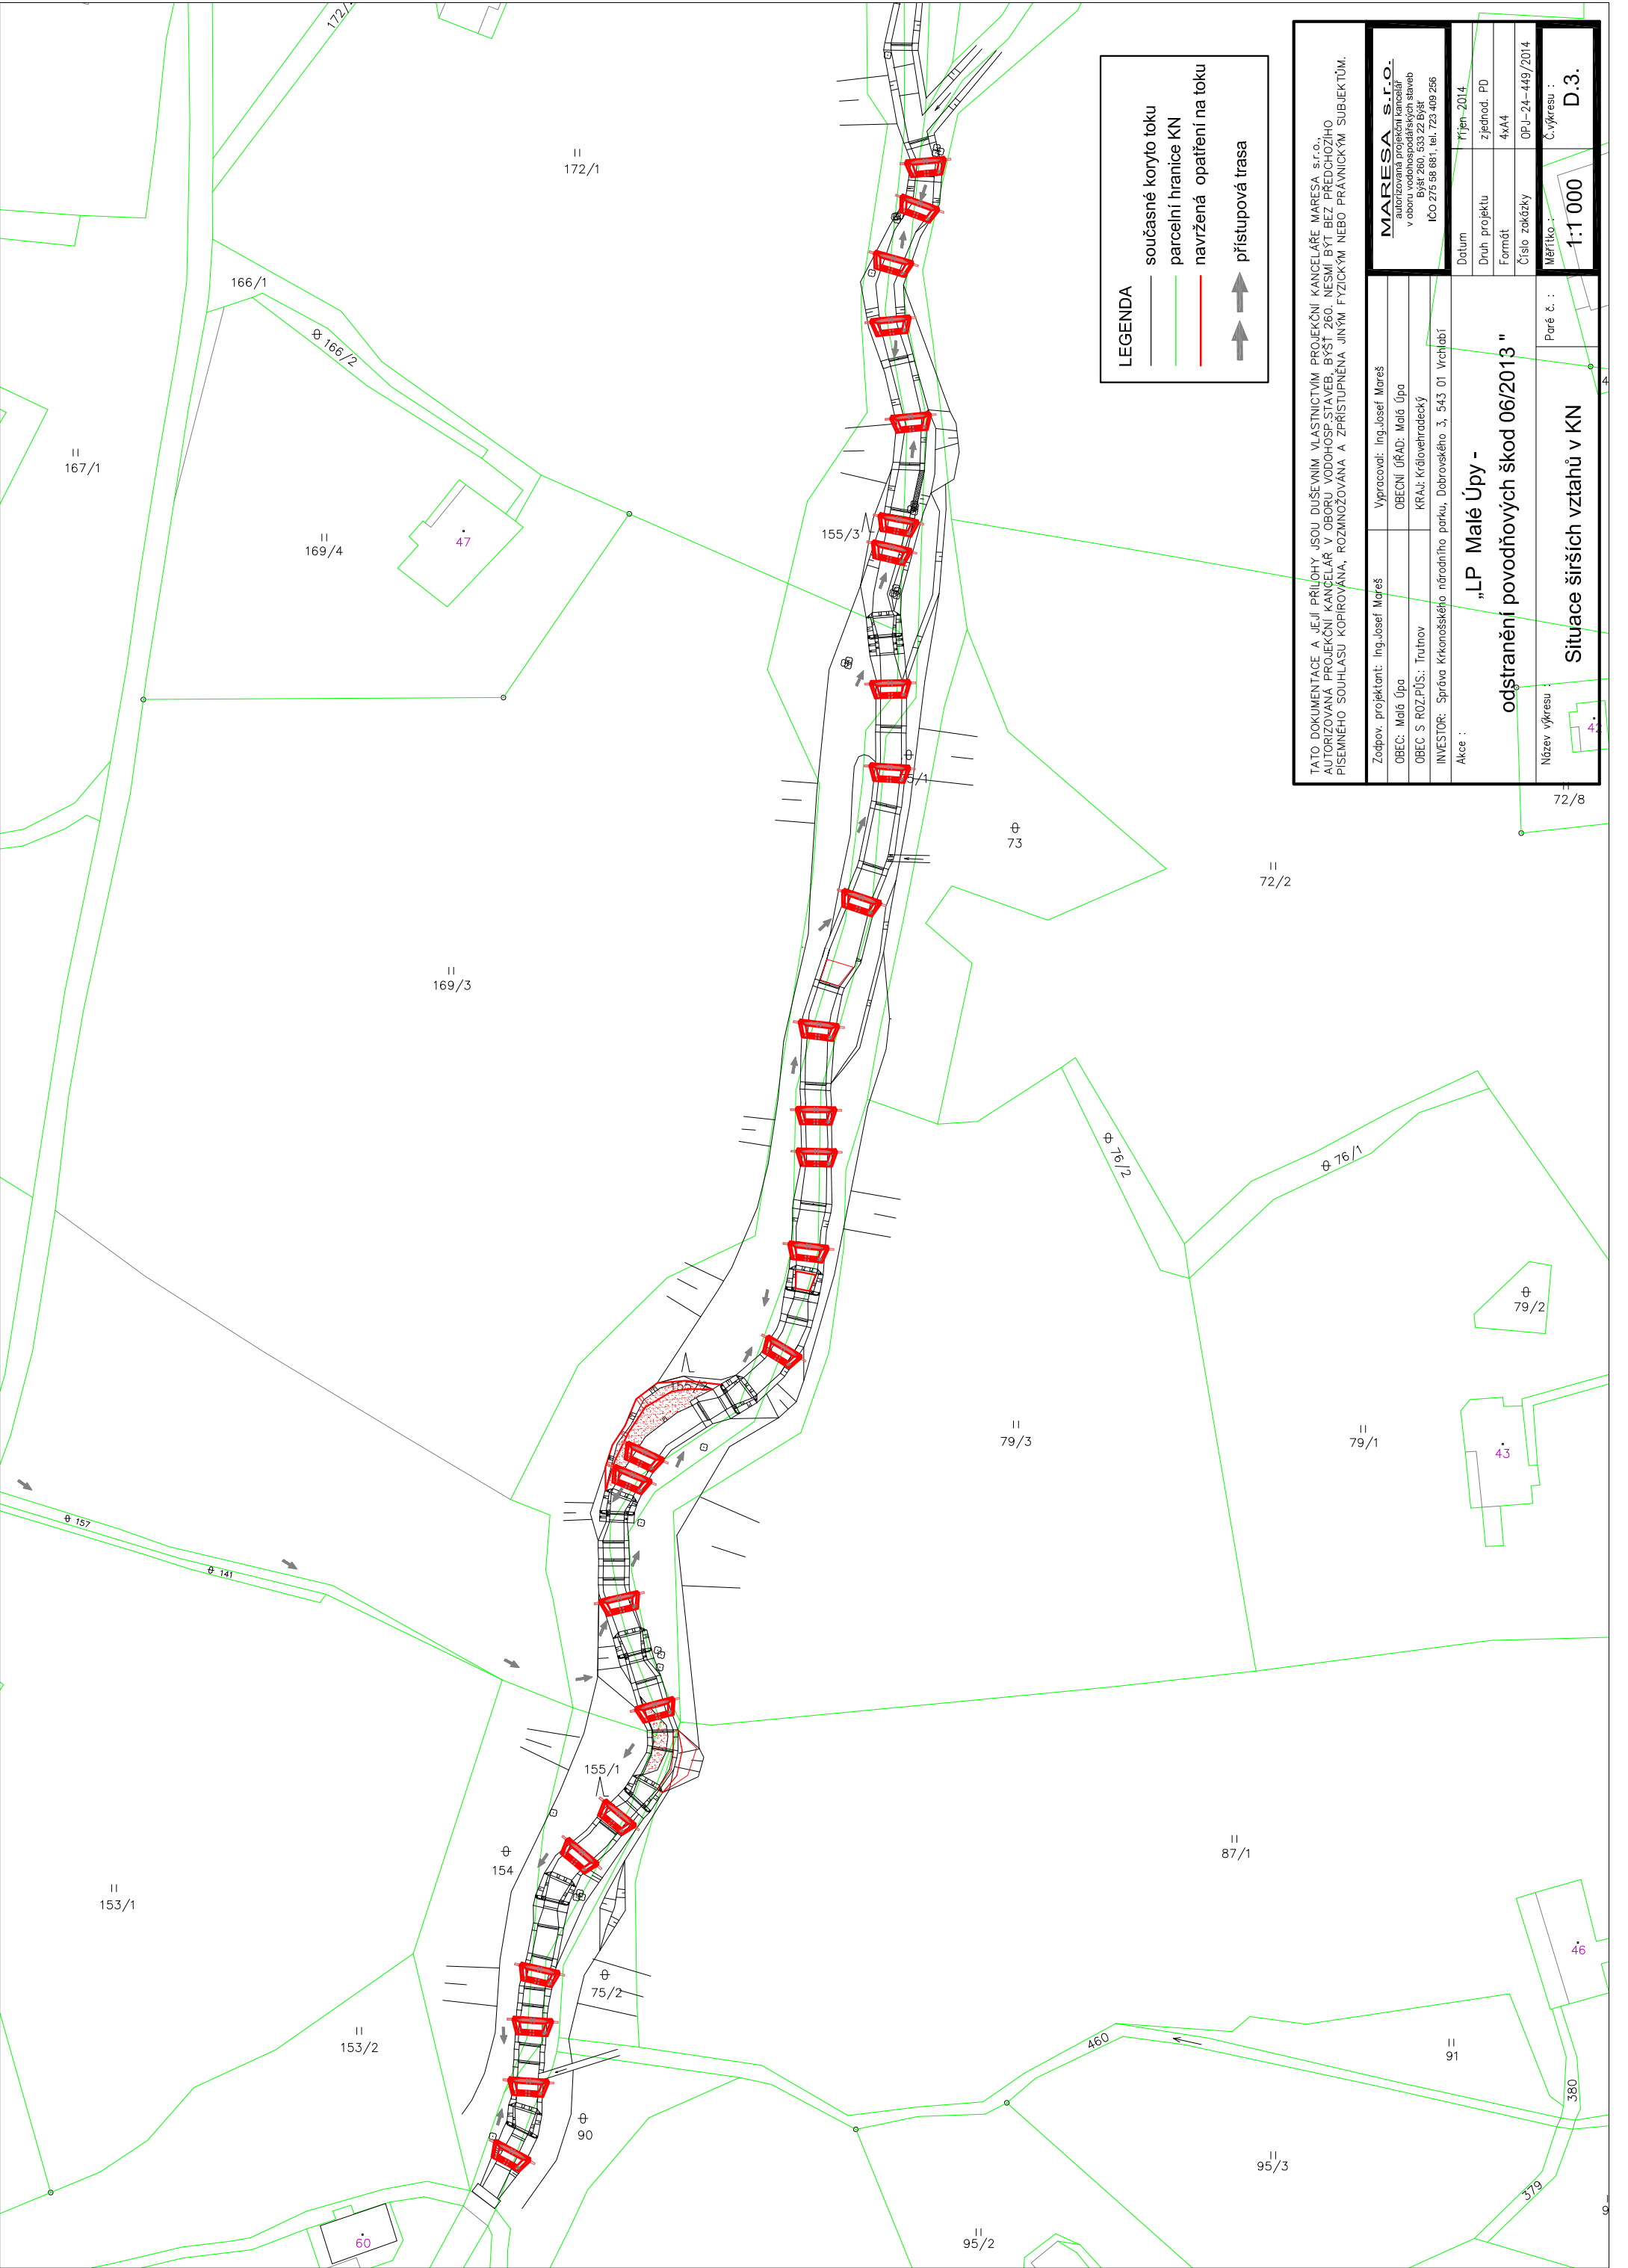 172/1
166/1
166/2
167/1
169/4
47
155/3
169/3
73
72/2
72/8
42
76/2
76/1
79/2
79/3
79/1
43
157
141
155/1
154
153/1
153/2
75/2
87/1
46
91
460
380
90
95/3
379
95/2
60
LEGENDA
současné koryto toku
parcelní hranice KN
navržená opatření na toku
přístupová trasa
TATO DOKUMENTACE A JEJÍ PŘÍLOHY JSOU DUŠEVNÍM VLASTNICTVÍM PROJEKČNÍ KANCELÁŘE MARESA s.r.o.,
AUTORIZOVANÁ PROJEKČNÍ KANCELÁŘ V OBORU VODOHOSP.STAVEB, BÝŠŤ 260. NESMÍ BÝT BEZ PŘEDCHOZÍHO
PÍSEMNÉHO SOUHLASU KOPÍROVÁNA, ROZMNOŽOVÁNA A ZPŘÍSTUPNĚNA JINÝM FYZICKÝM NEBO PRÁVNICKÝM SUBJEKTŮM.
Zodpov. projektant: Ing.Josef Mareš
Vypracoval: Ing.Josef Mareš
OBEC: Malá Úpa
OBECNÍ ÚŘAD: Malá Úpa
OBEC S ROZ.PŮS.: Trutnov
KRAJ: Královehradecký
INVESTOR: Správa Krkonošského národního parku, Dobrovského 3, 543 01 Vrchlabí
MARESA s.r.o.
autorizovaná projekční kancelář
v oboru vodohospodářských staveb
Býšť 260, 533 22 Býšť
IČO 275 58 681, tel. 723 409 256
Akce :
„LP Malé Úpy -
odstranění povodňových škod 06/2013 "
Datum
říjen 2014
Druh projektu
zjednod. PD
Formát
4xA4
Číslo zakázky
OPJ-24-449/2014
Název výkresu :
Situace širších vztahů v KN
Paré č. :
Měřítko :
1:1 000
Č.výkresu :
D.3.